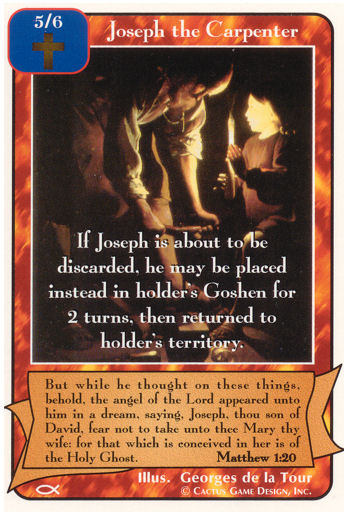 5/6
Joseph the Carpenter
If Joseph is about to be
discarded, he may be placed
instead in holder's Goshen for
2 turns, then returned to
holder's territory.
But while he thought on these things,
behold, the angel of the Lord appeared unto
him in a dream, saying, Joseph, thou son of
David, fear not to take unto thee Mary thy
wife: for that which is conceived in her is of
the Holy Ghost. Matthew 1:20
Illus. Georges de la Tour
© Cactus Game Design, Inc.